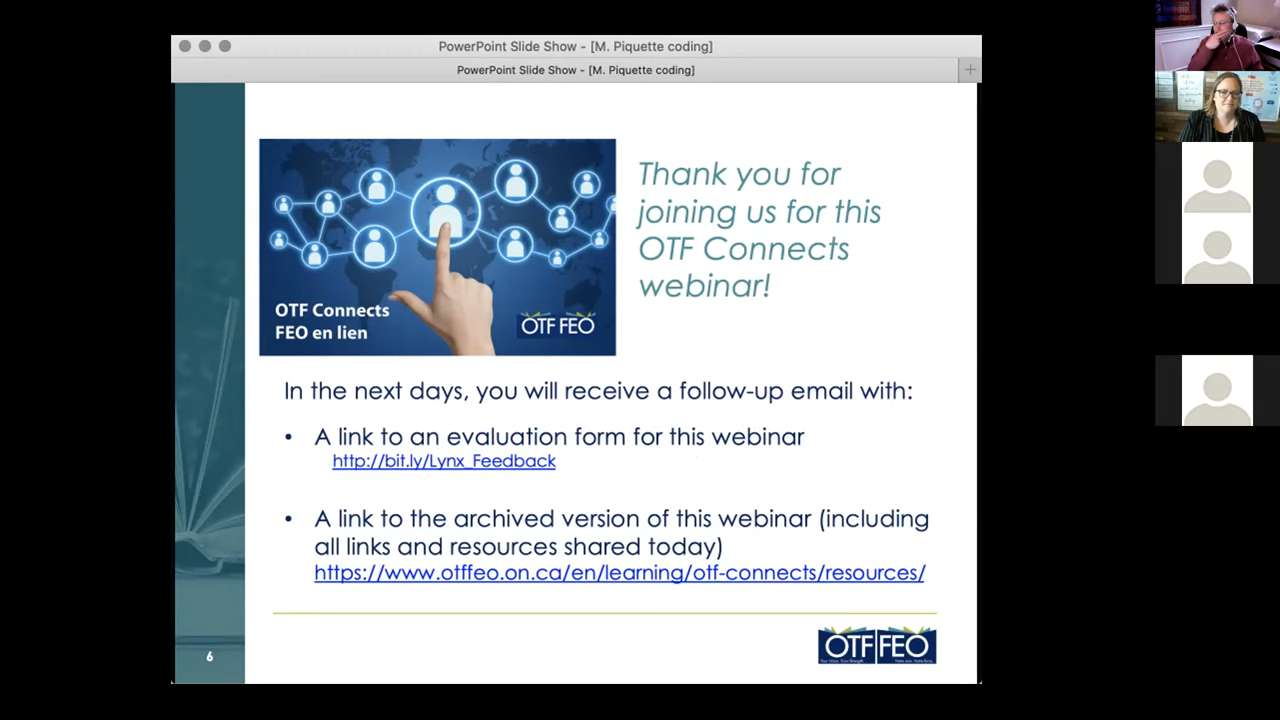 PowerPoint Slide Show - [M. Piquette coding]
PowerPoint Slide Show - [M. Piquette coding]
Thank you for
joining us for this
OTF Connects
webinar!
OTF Connects
FEO en lien
OTF FEO
In the next days, you will receive a follow-up email with:
• A link to an evaluation form for this webinar
http://bit.ly/Lynx_Feedback
• A link to the archived version of this webinar (including
all links and resources shared today)
https://www.otffeo.on.ca/en/learning/otf-connects/resources/
OTF FEO
6